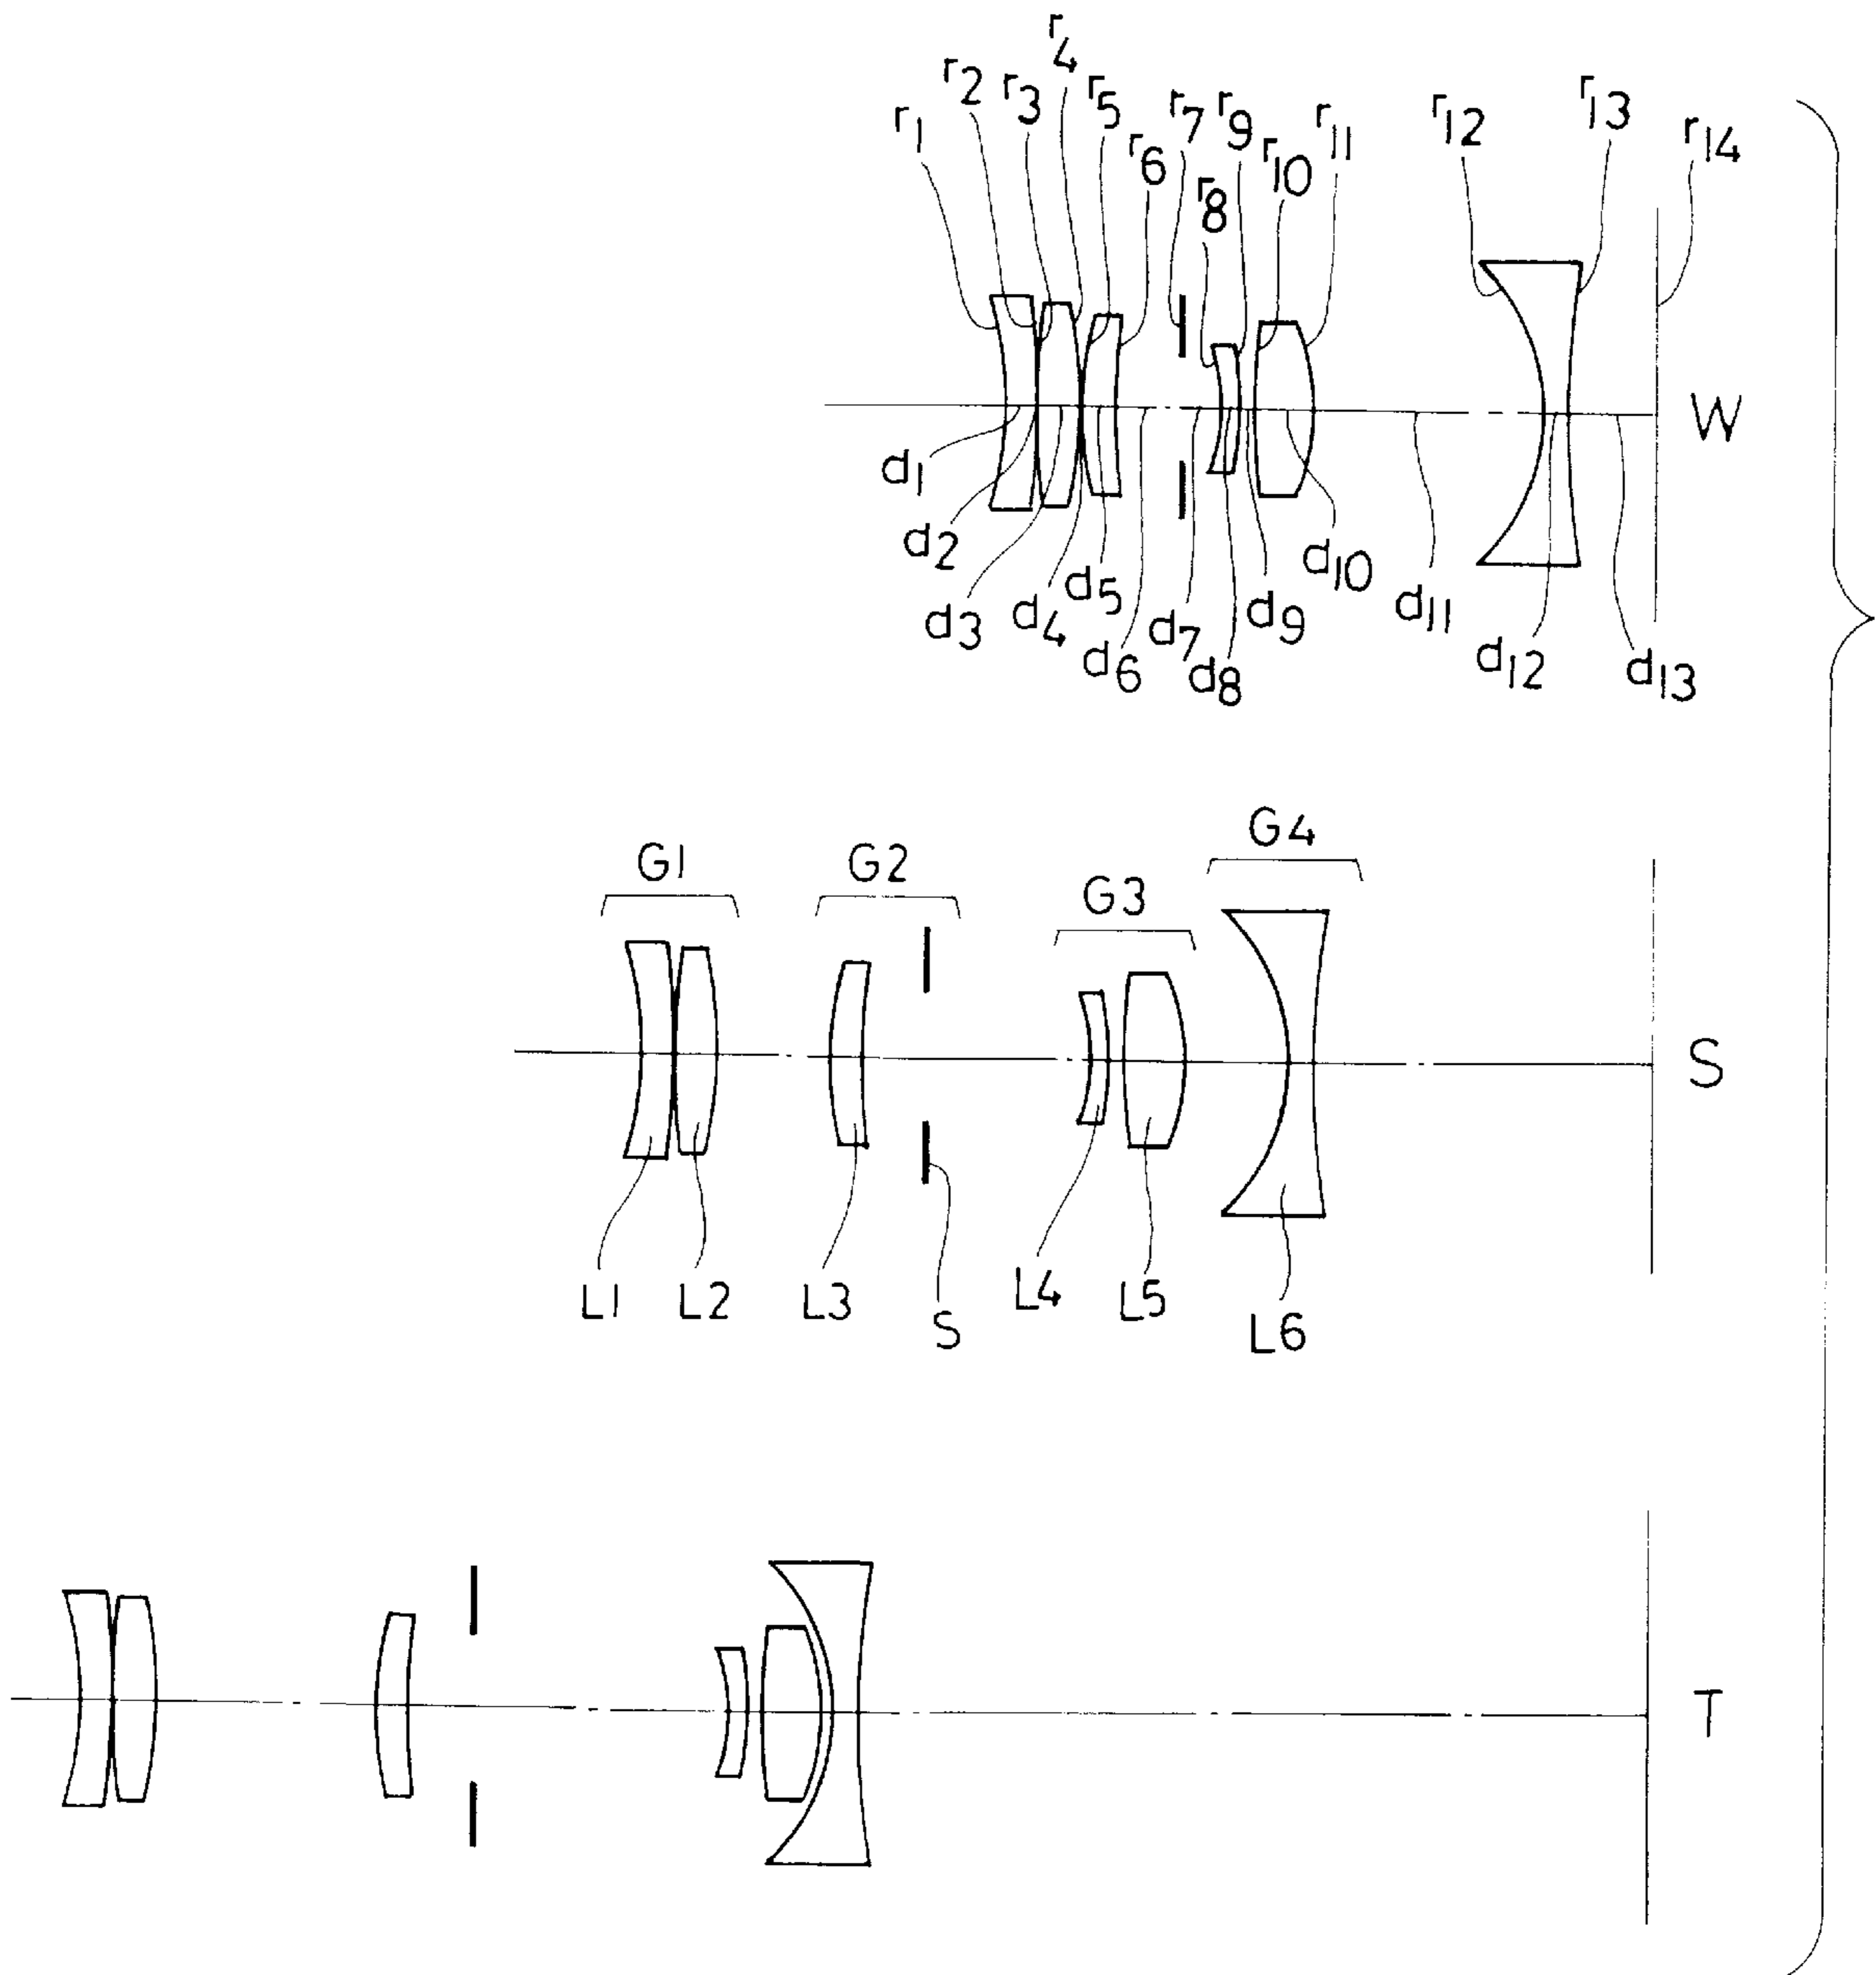 r1 r2 r3 r4 r5 r6 r7 r8 r9 r10 r11 r12 r13 r14
W
d1 d2 d3 d4 d5 d6 d7 d8 d9 d10 d11 d12 d13
G1 G2 G3 G4
S
L1 L2 L3 S L4 L5 L6
T